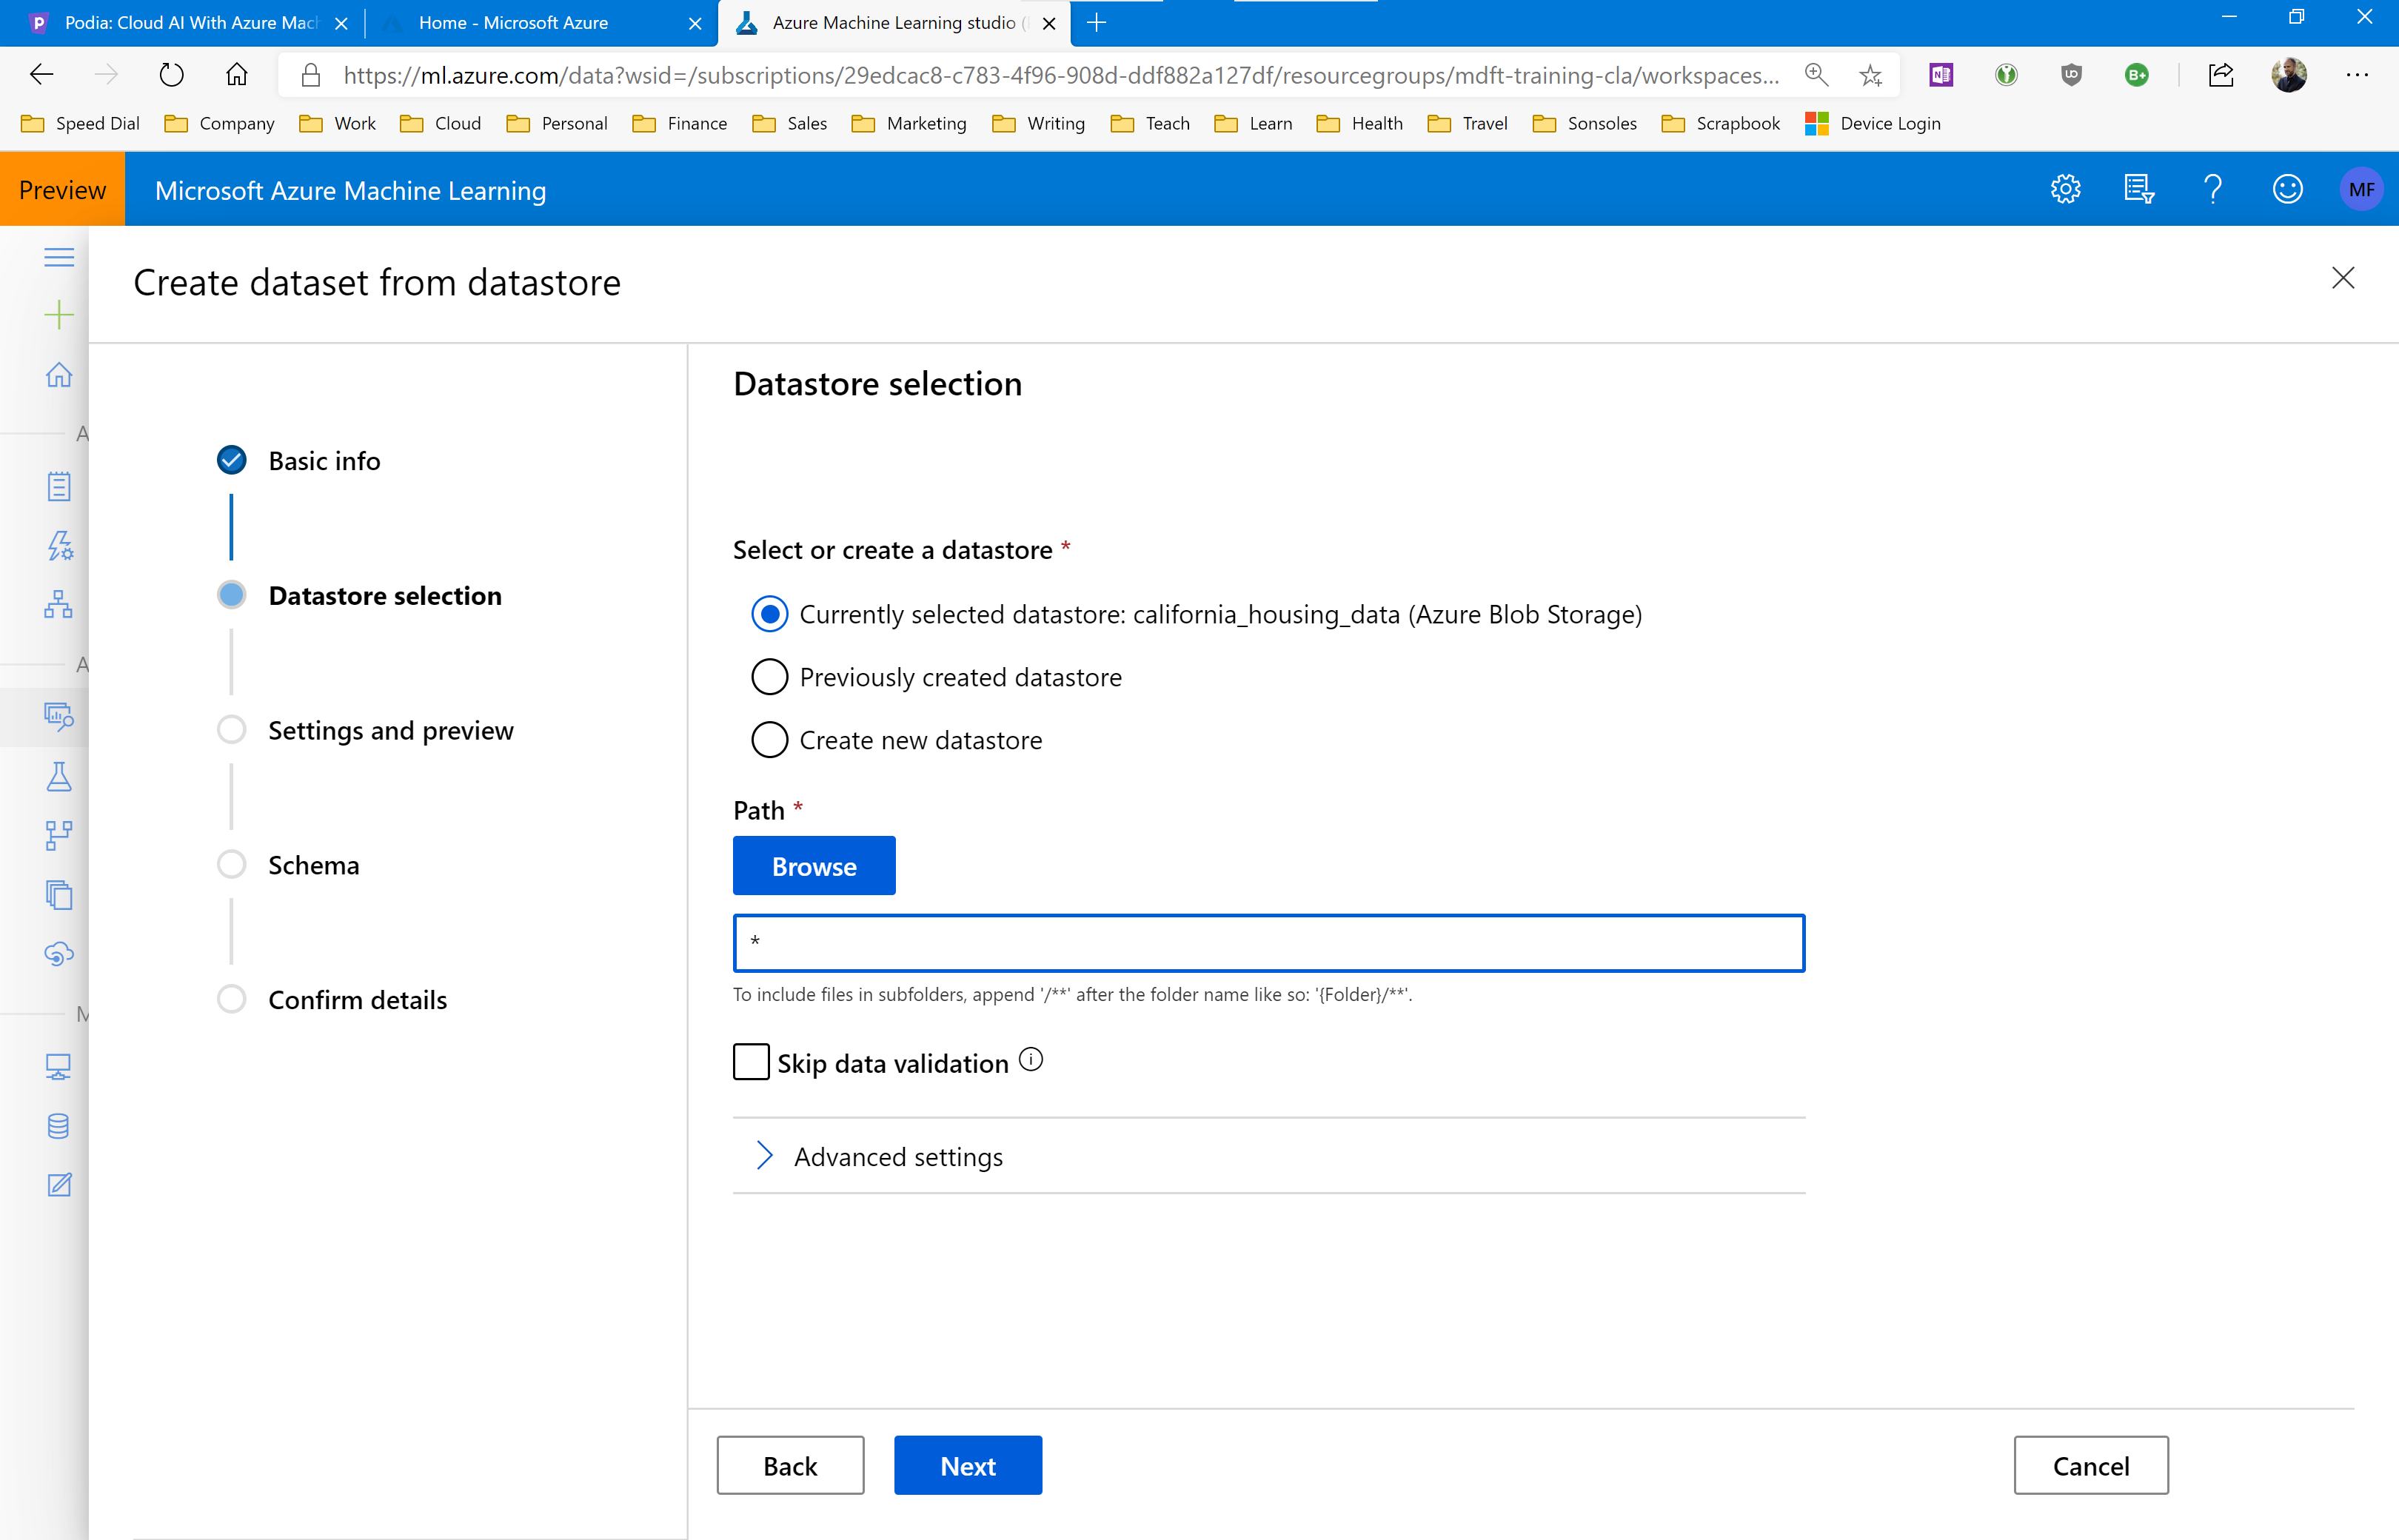 Podia: Cloud AI With Azure Mach
Home - Microsoft Azure
Azure Machine Learning studio (
https://ml.azure.com/data?wsid=/subscriptions/29edcac8-c783-4f96-908d-ddf882a127df/resourcegroups/mdft-training-cla/workspaces...
Speed Dial
Company
Work
Cloud
Personal
Finance
Sales
Marketing
Writing
Teach
Learn
Health
Travel
Sonsoles
Scrapbook
Device Login
Preview
Microsoft Azure Machine Learning
MF
Create dataset from datastore
A
A
M
Basic info
Datastore selection
Settings and preview
Schema
Confirm details
Datastore selection
Select or create a datastore *
Currently selected datastore: california_housing_data (Azure Blob Storage)
Previously created datastore
Create new datastore
Path *
Browse
*
To include files in subfolders, append '/**' after the folder name like so: '{Folder}/**'.
Skip data validation
Advanced settings
Back
Next
Cancel